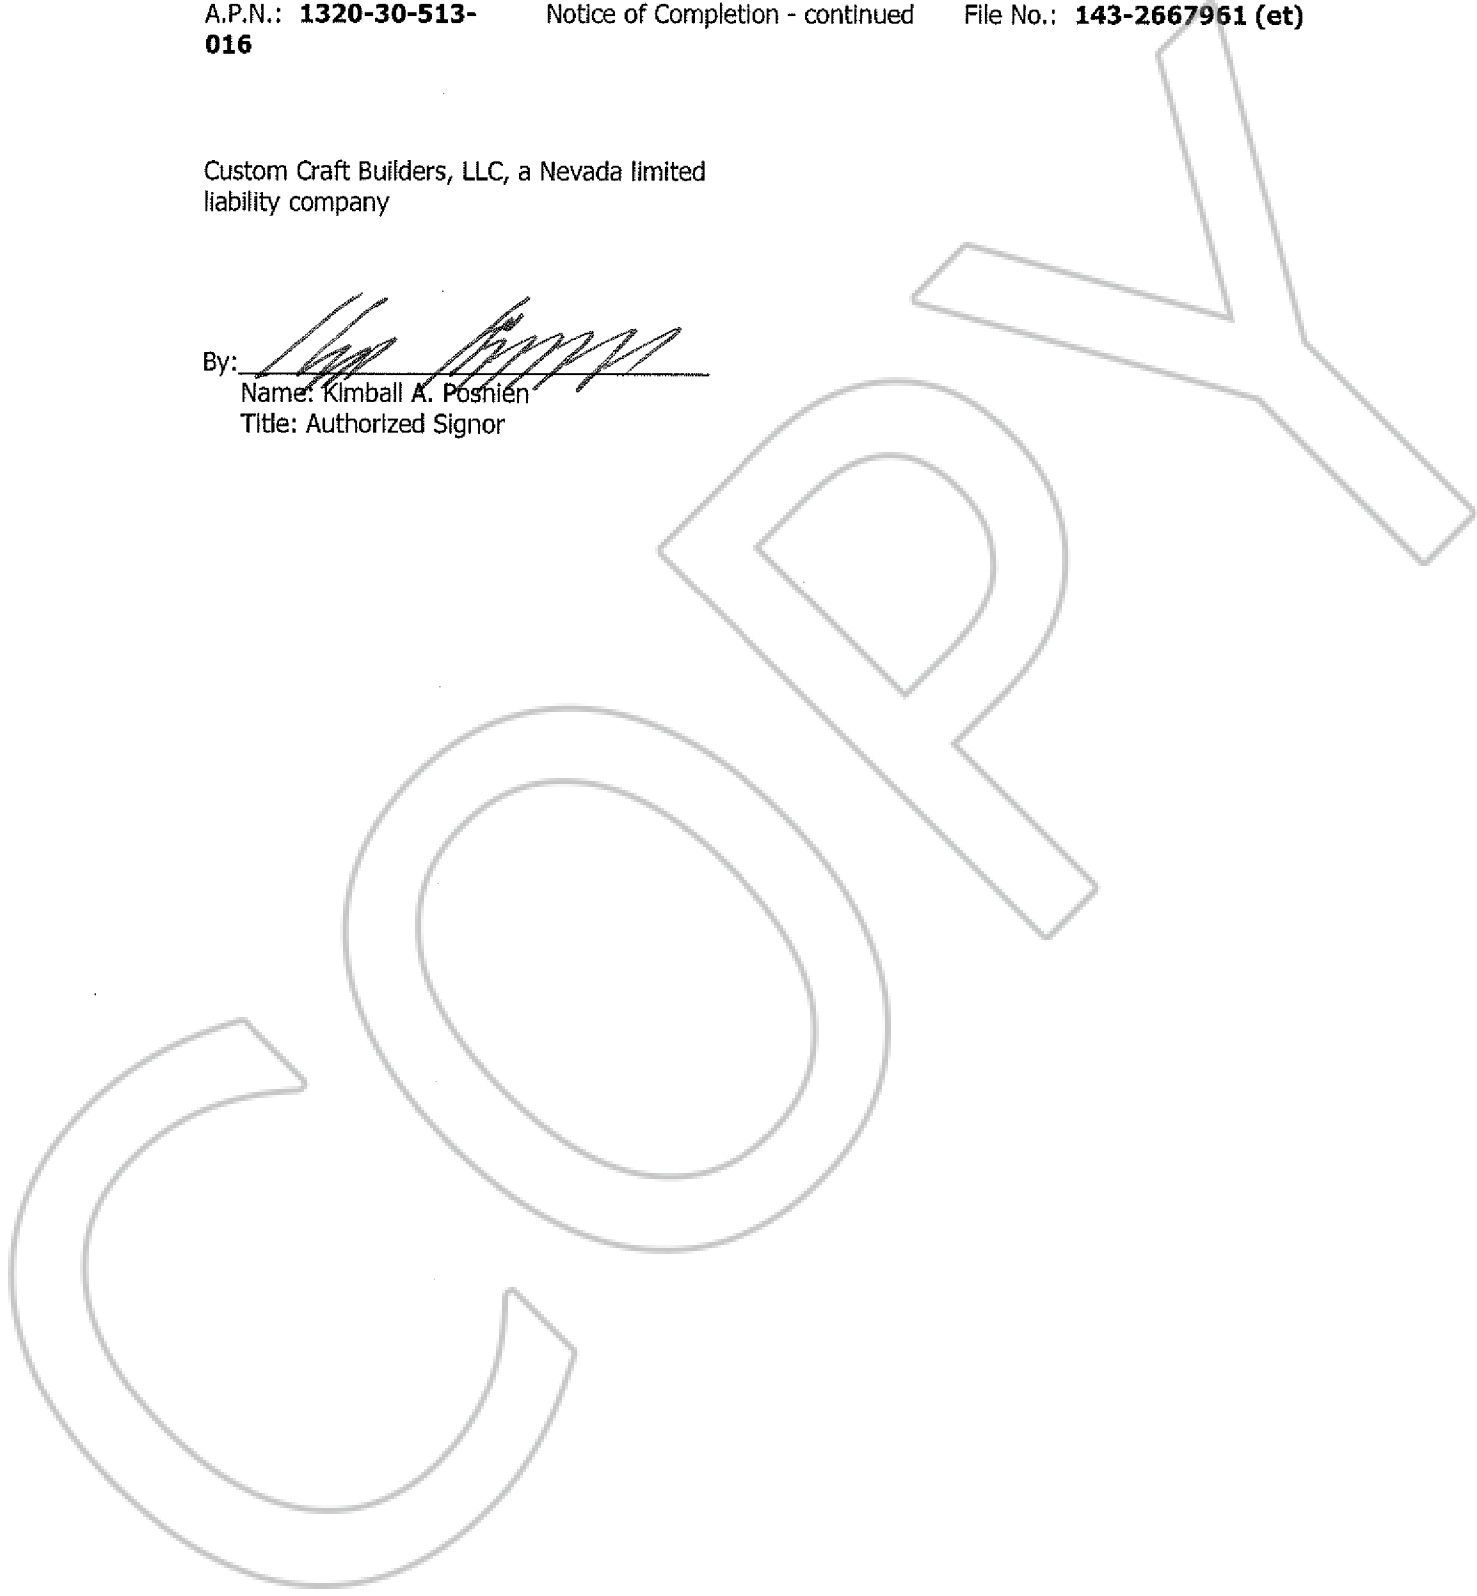 A.P.N.: 1320-30-513-016 Notice of Completion - continued File No.: 143-2667961 (et)
Custom Craft Builders, LLC, a Nevada limited
liability company
By:
Name: Kimball A. Poshien
Title: Authorized Signor
COPY